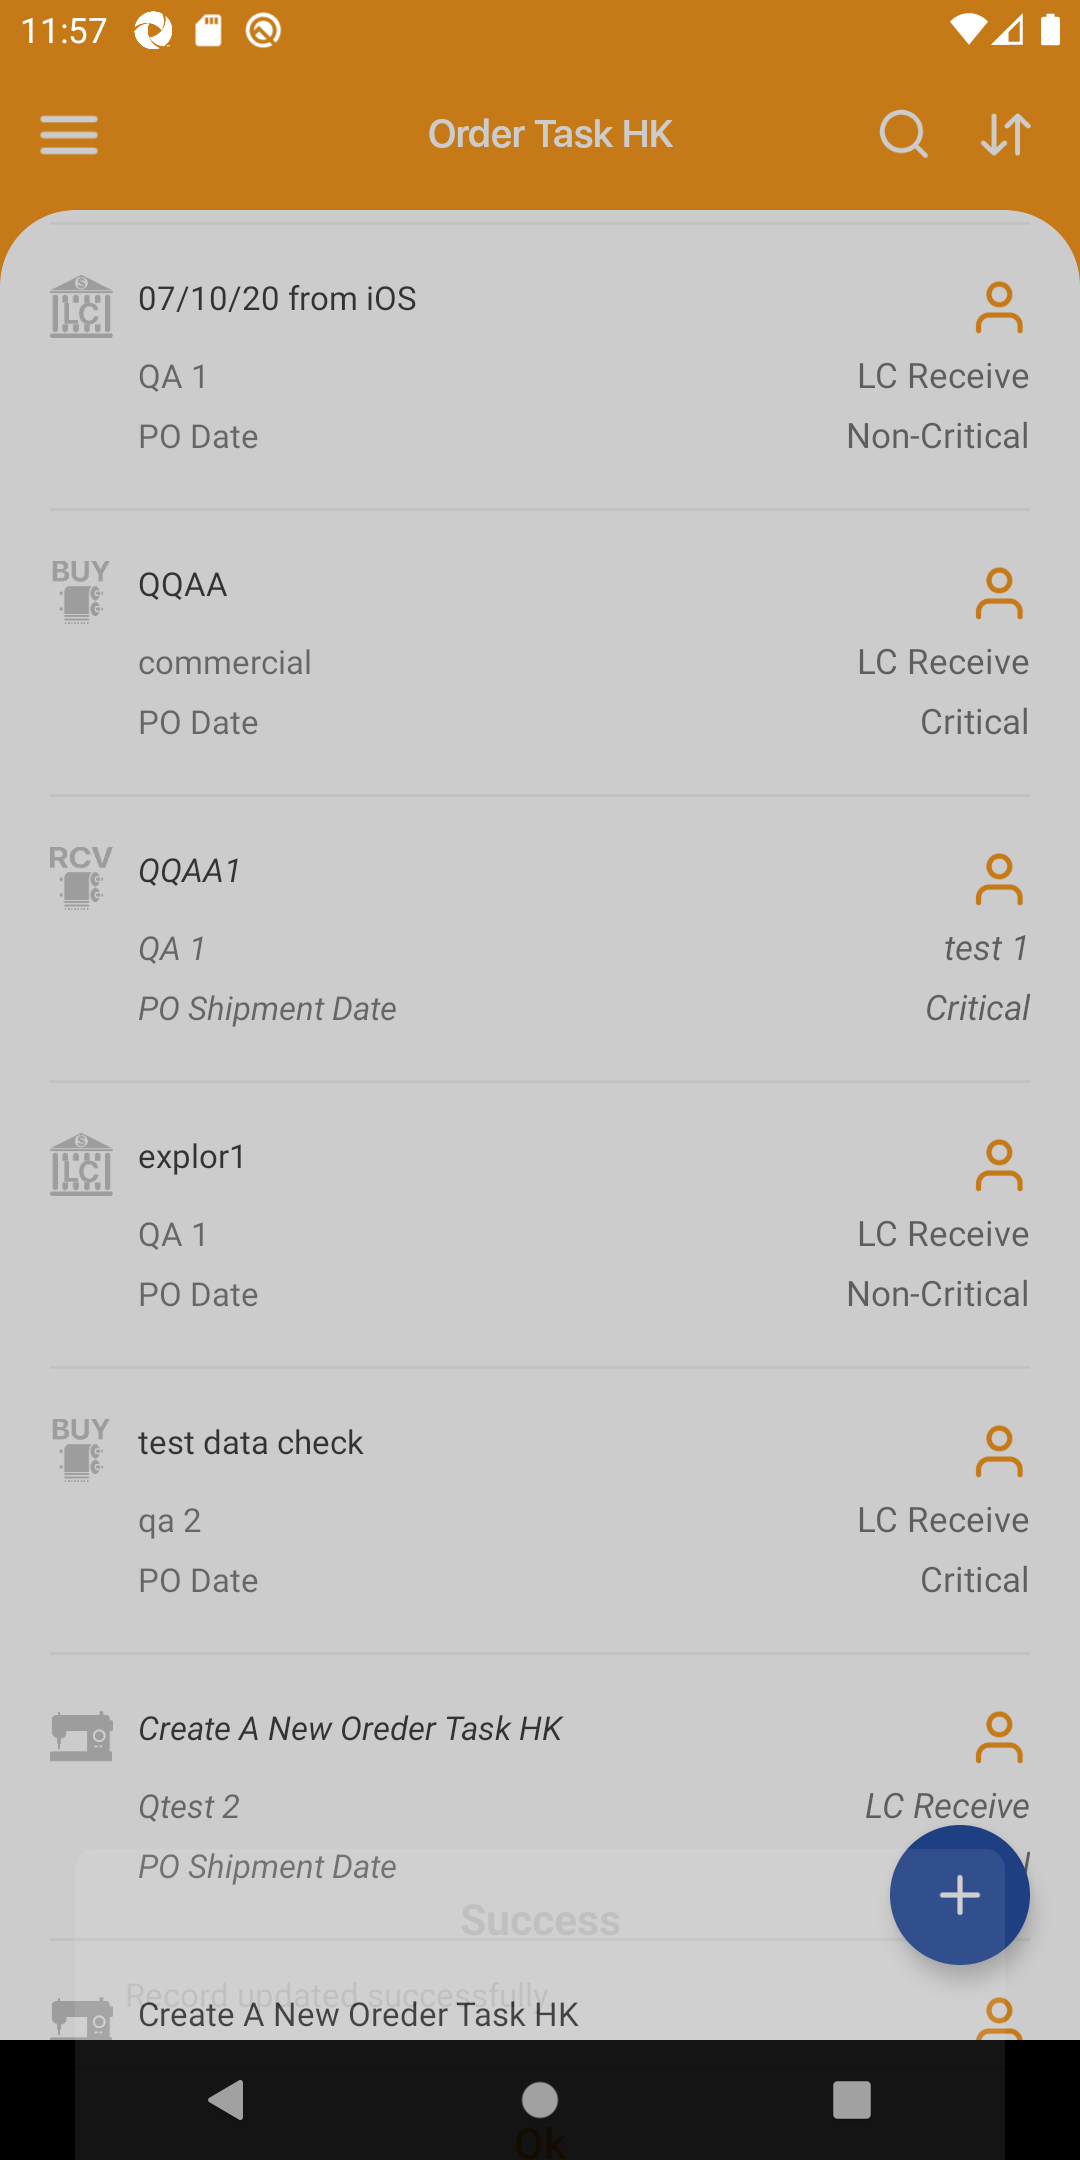 11:57
Order Task HK
LC
07/10/20 from iOS
QA 1
LC Receive
PO Date
Non-Critical
BUY
QQAA
commercial
LC Receive
PO Date
Critical
RCV
QQAA1
QA 1
test 1
PO Shipment Date
Critical
LC
explor1
QA 1
LC Receive
PO Date
Non-Critical
BUY
test data check
qa 2
LC Receive
PO Date
Critical
Create A New Oreder Task HK
Qtest 2
LC Receive
PO Shipment Date
Success
Record updated successfully
Create A New Oreder Task HK
Ok